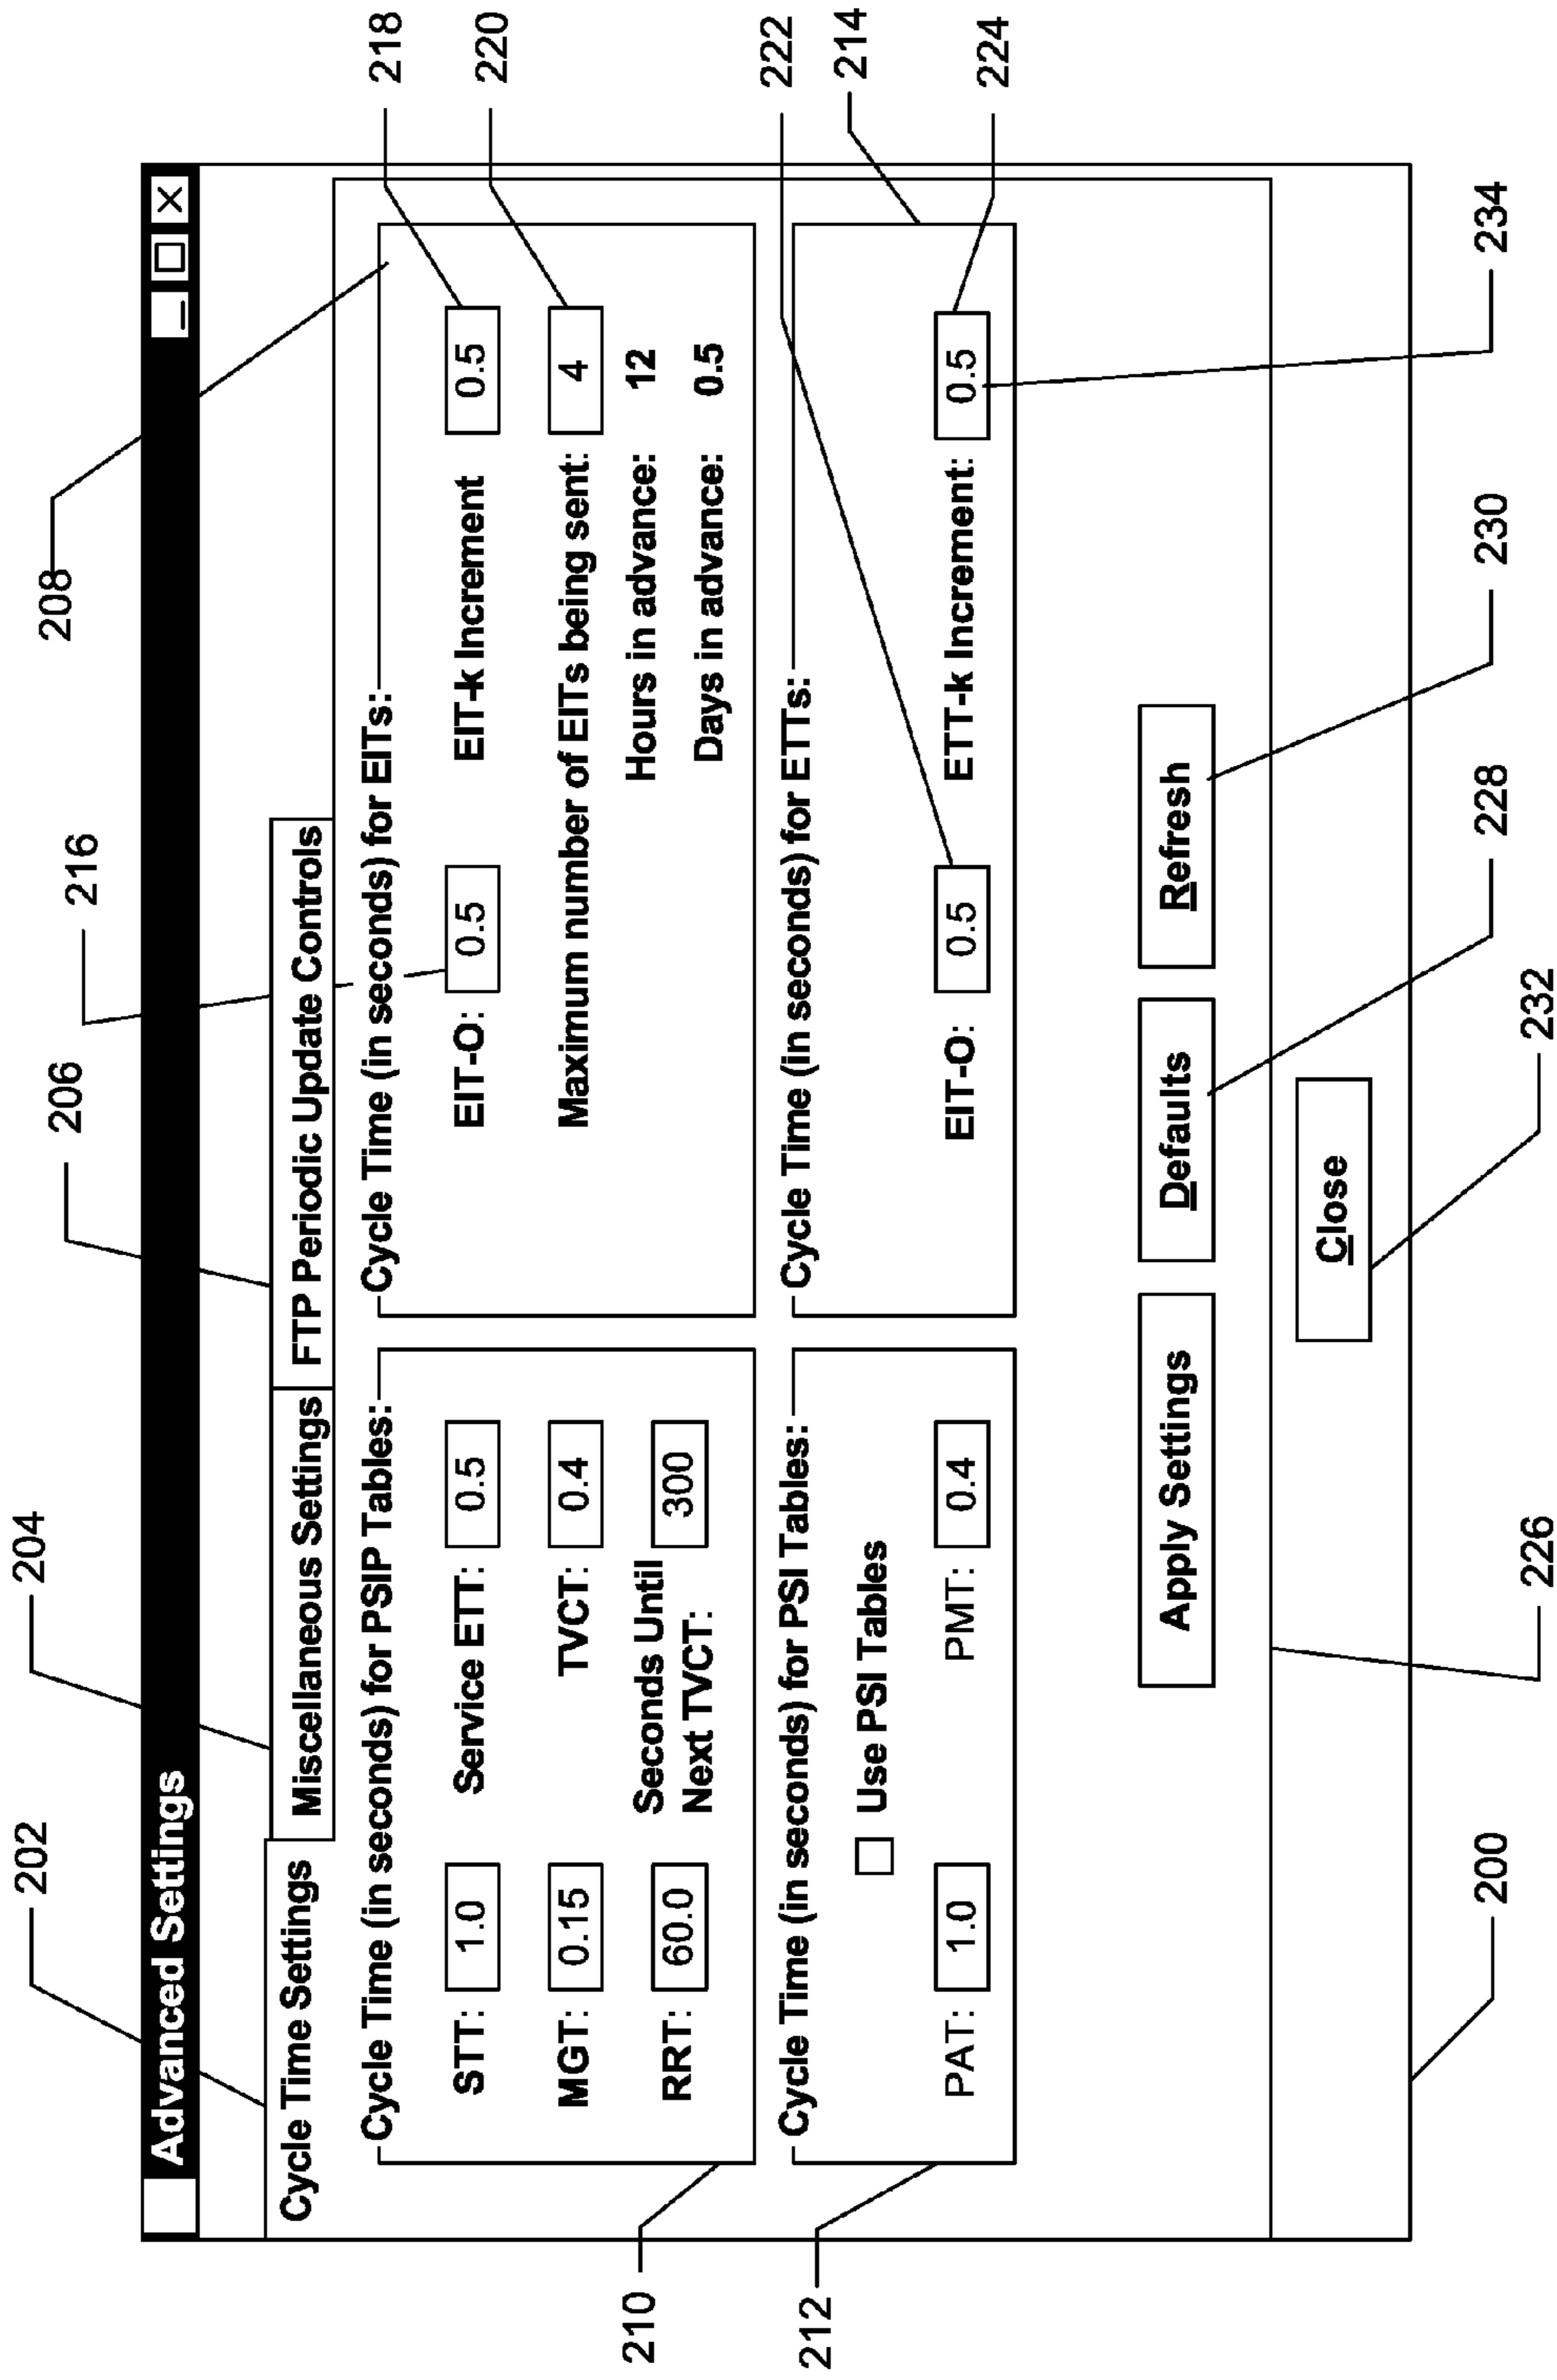 202
204
206
216
208
Advanced Settings
_ □ X
Cycle Time Settings
Miscellaneous Settings
FTP Periodic Update Controls
Cycle Time (in seconds) for PSIP Tables:
STT: 1.0 Service ETT: 0.5
MGT: 0.15 TVCT: 0.4
RRT: 60.0 Seconds Until
Next TVCT: 300
Cycle Time (in seconds) for EITs:
EIT-O: 0.5 EIT-k Increment 0.5
Maximum number of EITs being sent: 4
Hours in advance: 12
Days in advance: 0.5
218
220
210
Cycle Time (in seconds) for PSI Tables:
Use PSI Tables
PAT: 1.0 PMT: 0.4
Cycle Time (in seconds) for ETTs:
EIT-O: 0.5 ETT-k Increment: 0.5
222
214
224
212
Apply Settings
Defaults
Refresh
Close
200
226
232
228
230
234